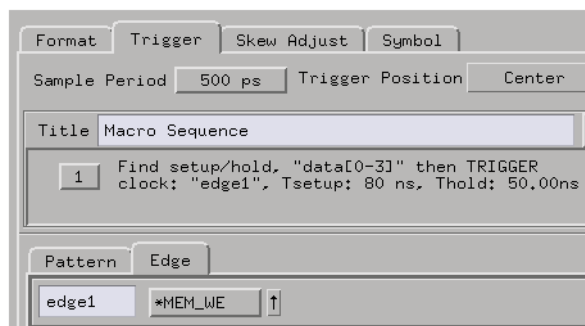 Format Trigger Skew Adjust Symbol
Sample Period 500 ps Trigger Position Center
Title Macro Sequence
1 Find setup/hold, "data[0-3]" then TRIGGER
clock: "edge1", Tsetup: 80 ns, Thold: 50.00ns
Pattern Edge
edge1 *MEM_WE ↑